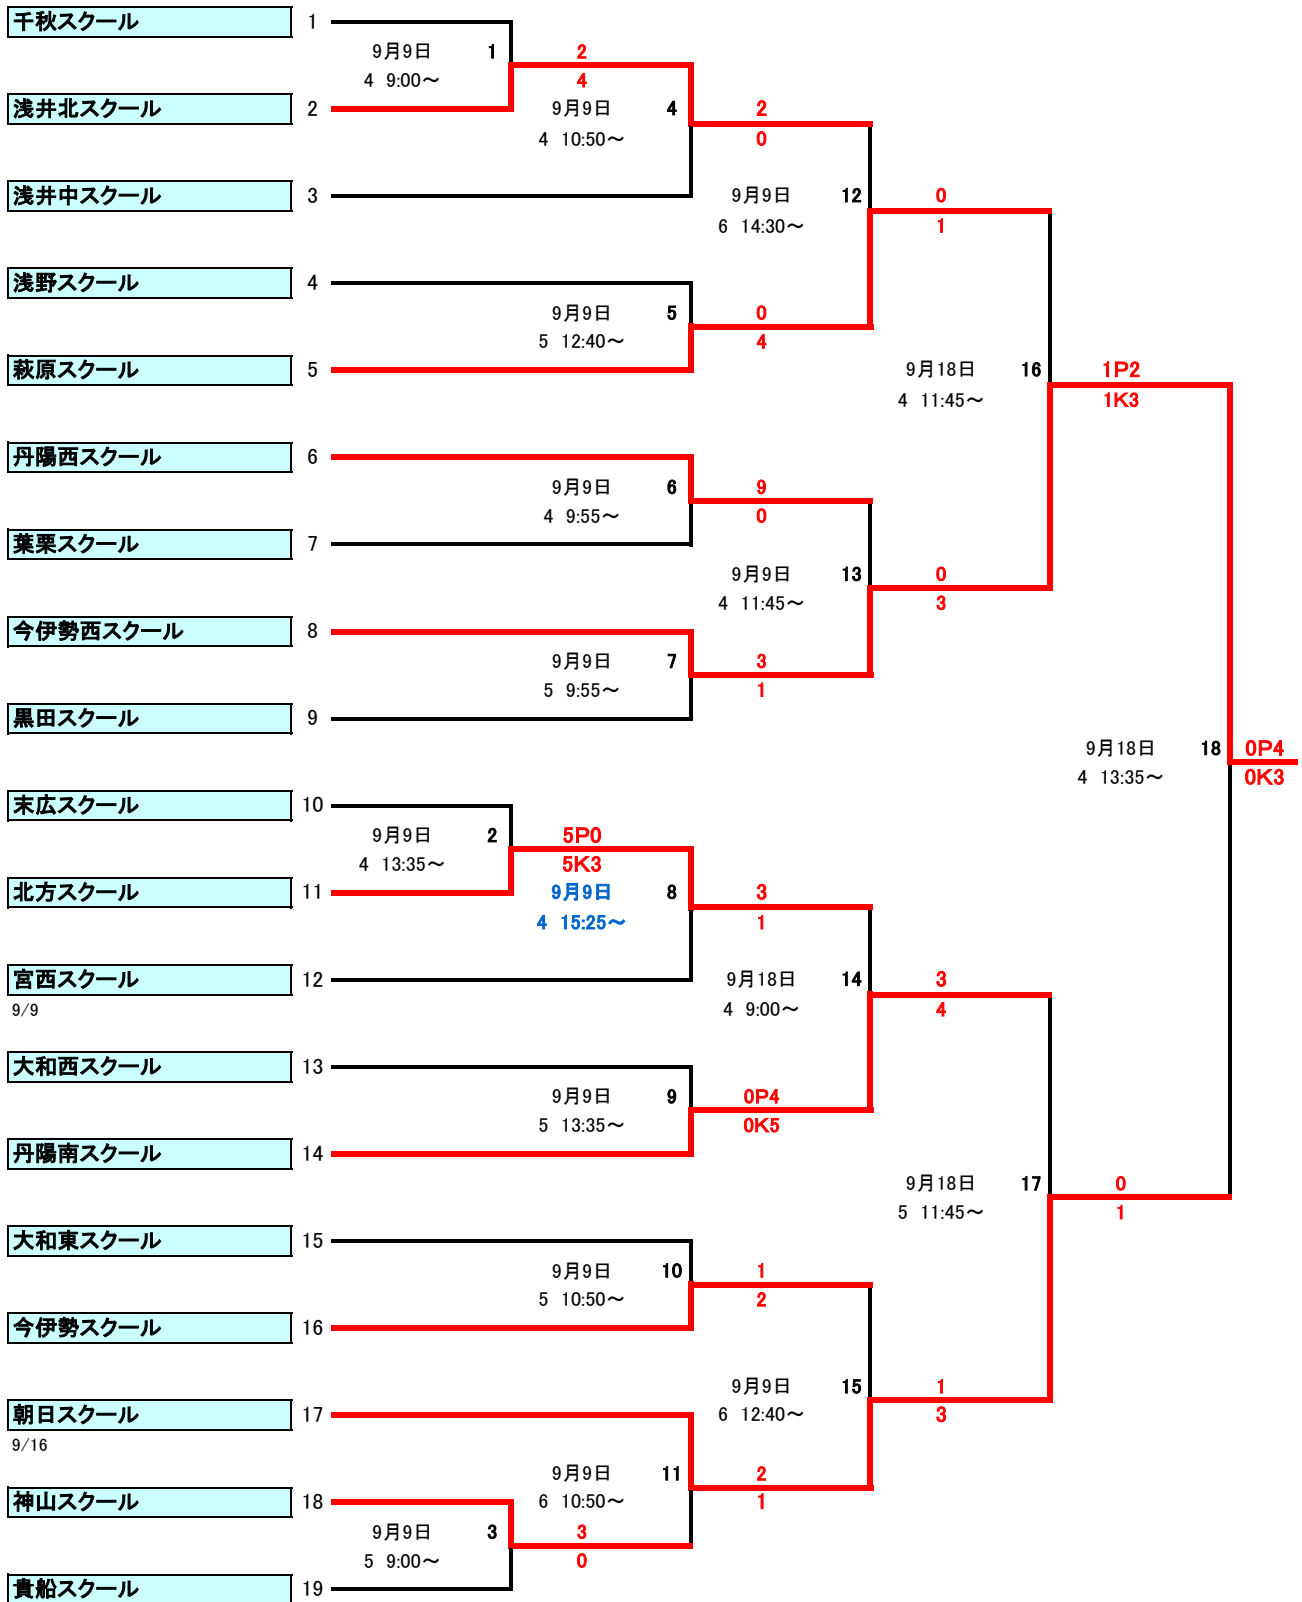 千秋スクール 1
9月9日 1 2
4 9:00～ 4
浅井北スクール 2 9月9日 4 2
4 10:50～ 0
浅井中スクール 3 9月9日 12 0
6 14:30～ 1
浅野スクール 4
9月9日 5 0
5 12:40～ 4
萩原スクール 5 9月18日 16 1P2
4 11:45～ 1K3
丹陽西スクール 6
9月9日 6 9
4 9:55～ 0
葉栗スクール 7
9月9日 13 0
4 11:45～ 3
今伊勢西スクール 8
9月9日 7 3
5 9:55～ 1
黒田スクール 9
9月18日 18 0P4
4 13:35～ 0K3
末広スクール 10
9月9日 2 5P0
4 13:35～ 5K3
北方スクール 11 9月9日 8 3
4 15:25～ 1
宮西スクール 12 9月18日 14 3
9/9 4 9:00～ 4
大和西スクール 13
9月9日 9 0P4
5 13:35～ 0K5
丹陽南スクール 14
9月18日 17 0
5 11:45～ 1
大和東スクール 15
9月9日 10 1
5 10:50～ 2
今伊勢スクール 16
9月9日 15 1
朝日スクール 17 6 12:40～ 3
9/16
9月9日 11 2
神山スクール 18 6 10:50～ 1
9月9日 3 3
5 9:00～ 0
貴船スクール 19